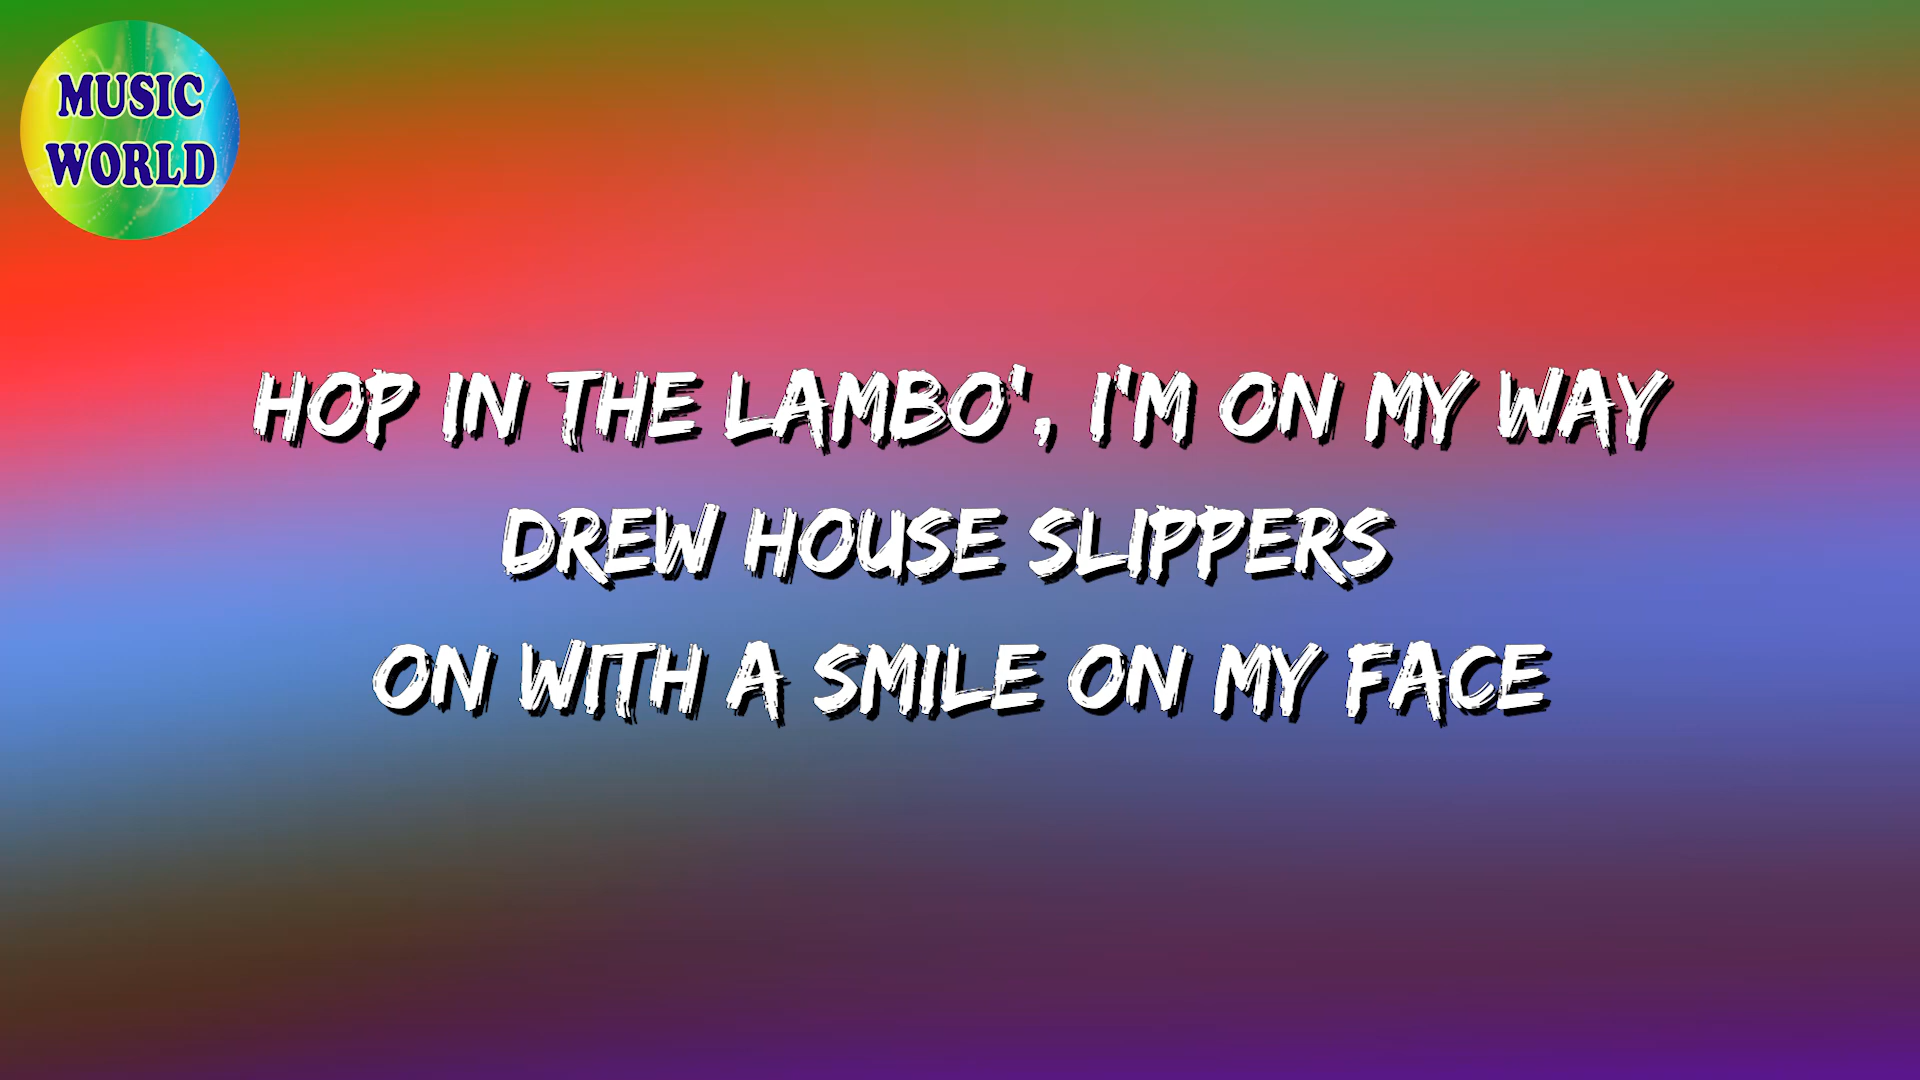 MUSIC
WORLD
HOP IN THE LAMBO', I'M ON MY WAY
DREW HOUSE SLIPPERS
ON WITH A SMILE ON MY FACE